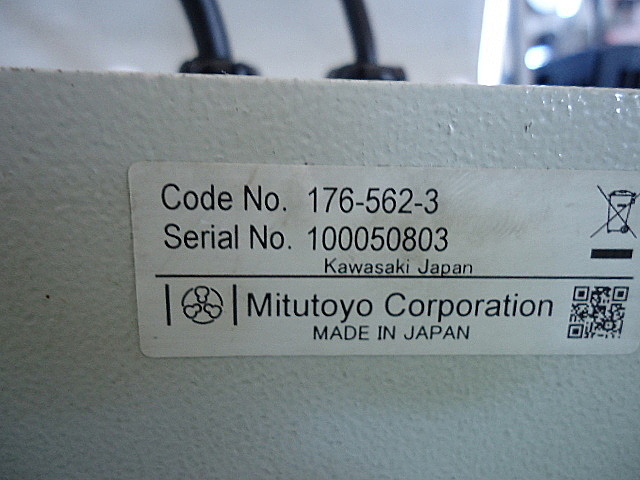 Code No. 176-562-3
Serial No. 100050803
Kawasaki Japan
Mitutoyo Corporation
MADE IN JAPAN